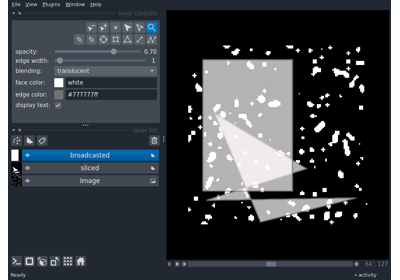 File View Plugins Window Help
layer controls
opacity: 0.70
edge width: 1
blending: translucent
face color: white
edge color: #777777ff
display text:
layer list
broadcasted
sliced
Image
64 127
Ready
activity